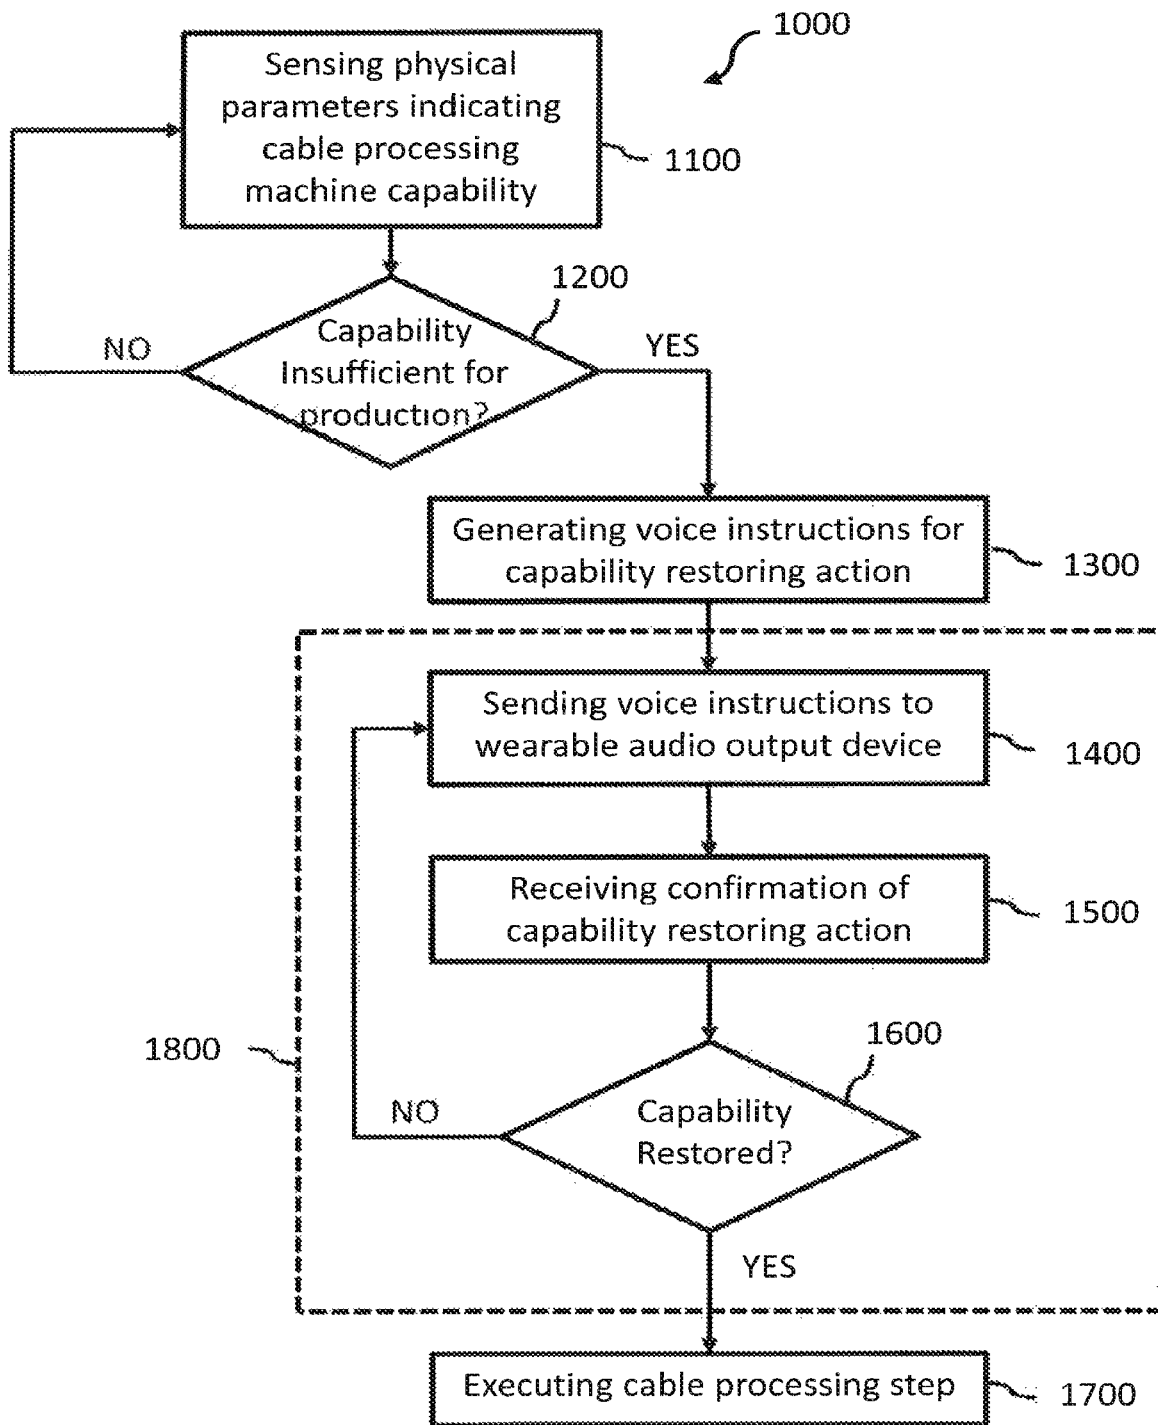 1000
Sensing physical
parameters indicating
cable processing
machine capability
1100
1200
Capability
Insufficient for
production?
NO
YES
Generating voice instructions for
capability restoring action
1300
Sending voice instructions to
wearable audio output device
1400
Receiving confirmation of
capability restoring action
1500
1600
1800
NO
Capability
Restored?
YES
Executing cable processing step
1700